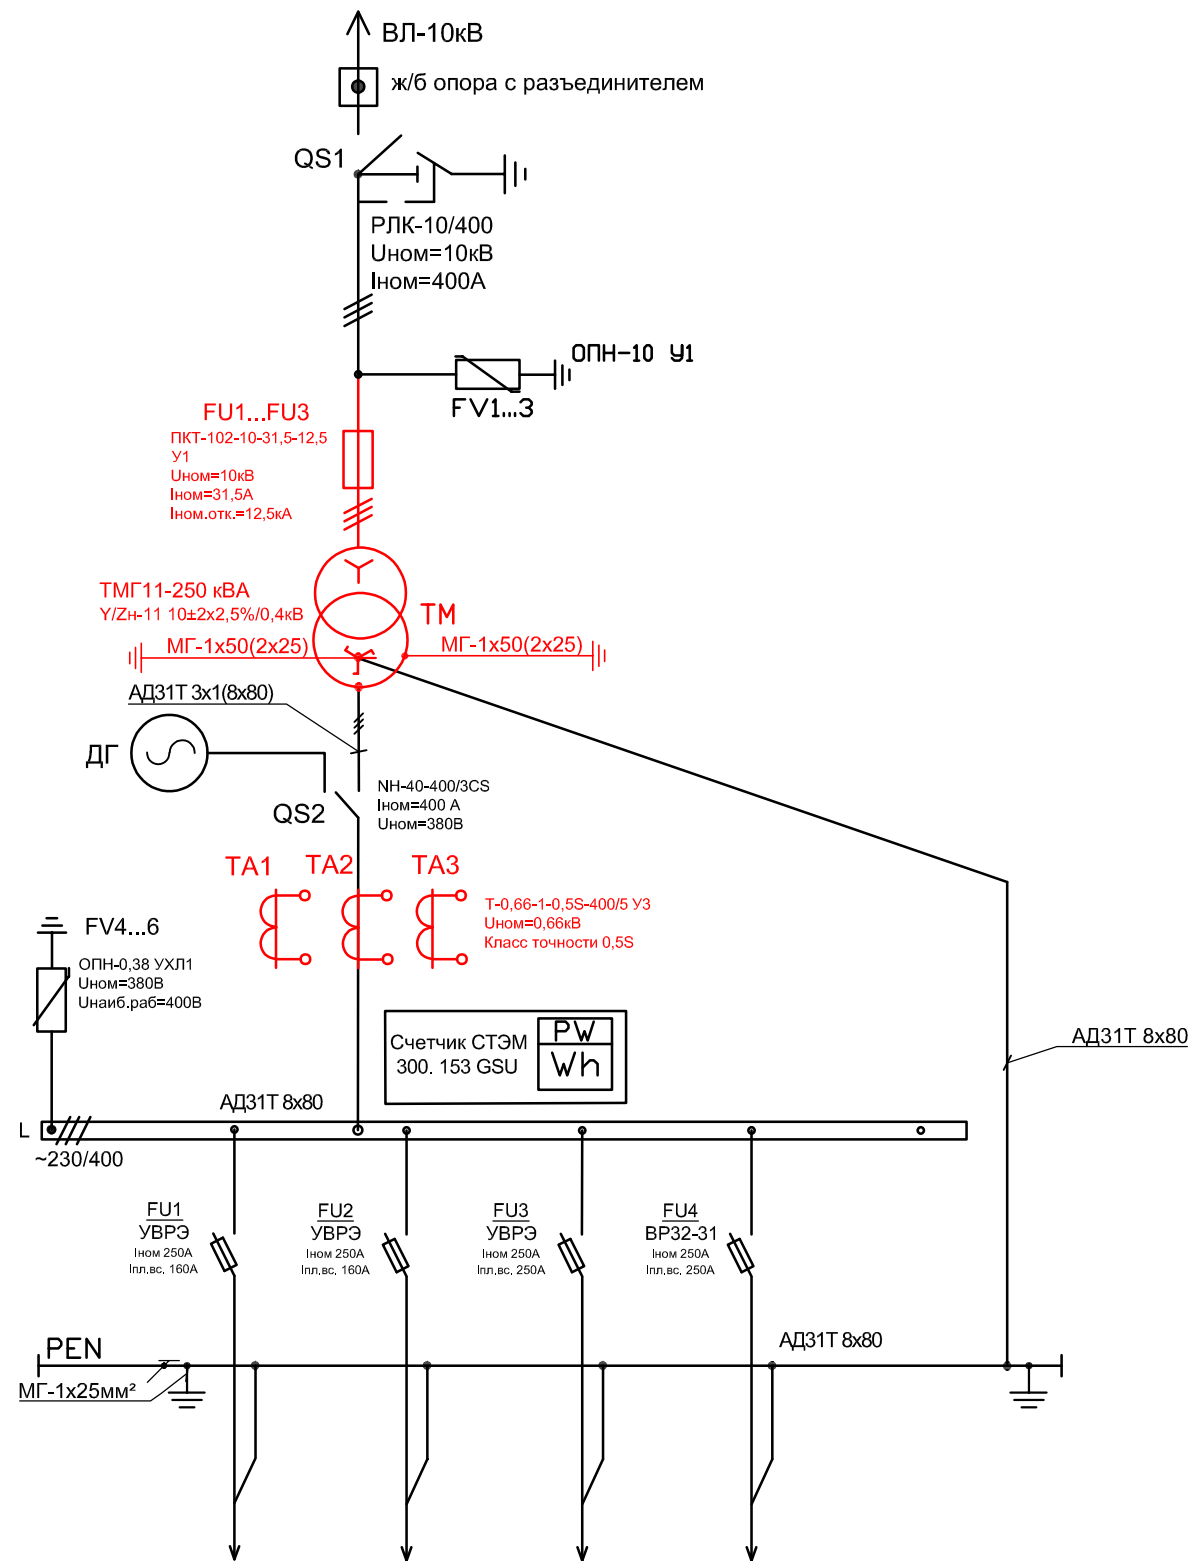 ВЛ-10кВ
ж/б опора с разъединителем
QS1
РЛК-10/400
Uном=10кВ
Iном=400А
ОПН-10 У1
FV1...3
FU1...FU3
ПКТ-102-10-31,5-12,5
У1
Uном=10кВ
Iном=31,5А
Iном.отк.=12,5кА
ТМГ11-250 кВА
Y/Zн-11 10±2х2,5%/0,4кВ
ТМ
МГ-1х50(2х25)
МГ-1х50(2х25)
АД31Т 3х1(8х80)
ДГ
QS2
NH-40-400/3CS
Iном=400 А
Uном=380В
TA1
TA2
TA3
Т-0,66-1-0,5S-400/5 У3
Uном=0,66кВ
Класс точности 0,5S
FV4...6
ОПН-0,38 УХЛ1
Uном=380В
Uнаиб.раб=400В
Счетчик СТЭМ
300. 153 GSU
PW
Wh
АД31Т 8х80
АД31Т 8х80
L
~230/400
FU1
УВРЭ
Iном 250А
Iпл.вс. 160А
FU2
УВРЭ
Iном 250А
Iпл.вс. 160А
FU3
УВРЭ
Iном 250А
Iпл.вс. 250А
FU4
ВР32-31
Iном 250А
Iпл.вс. 250А
PEN
АД31Т 8х80
МГ-1х25мм²